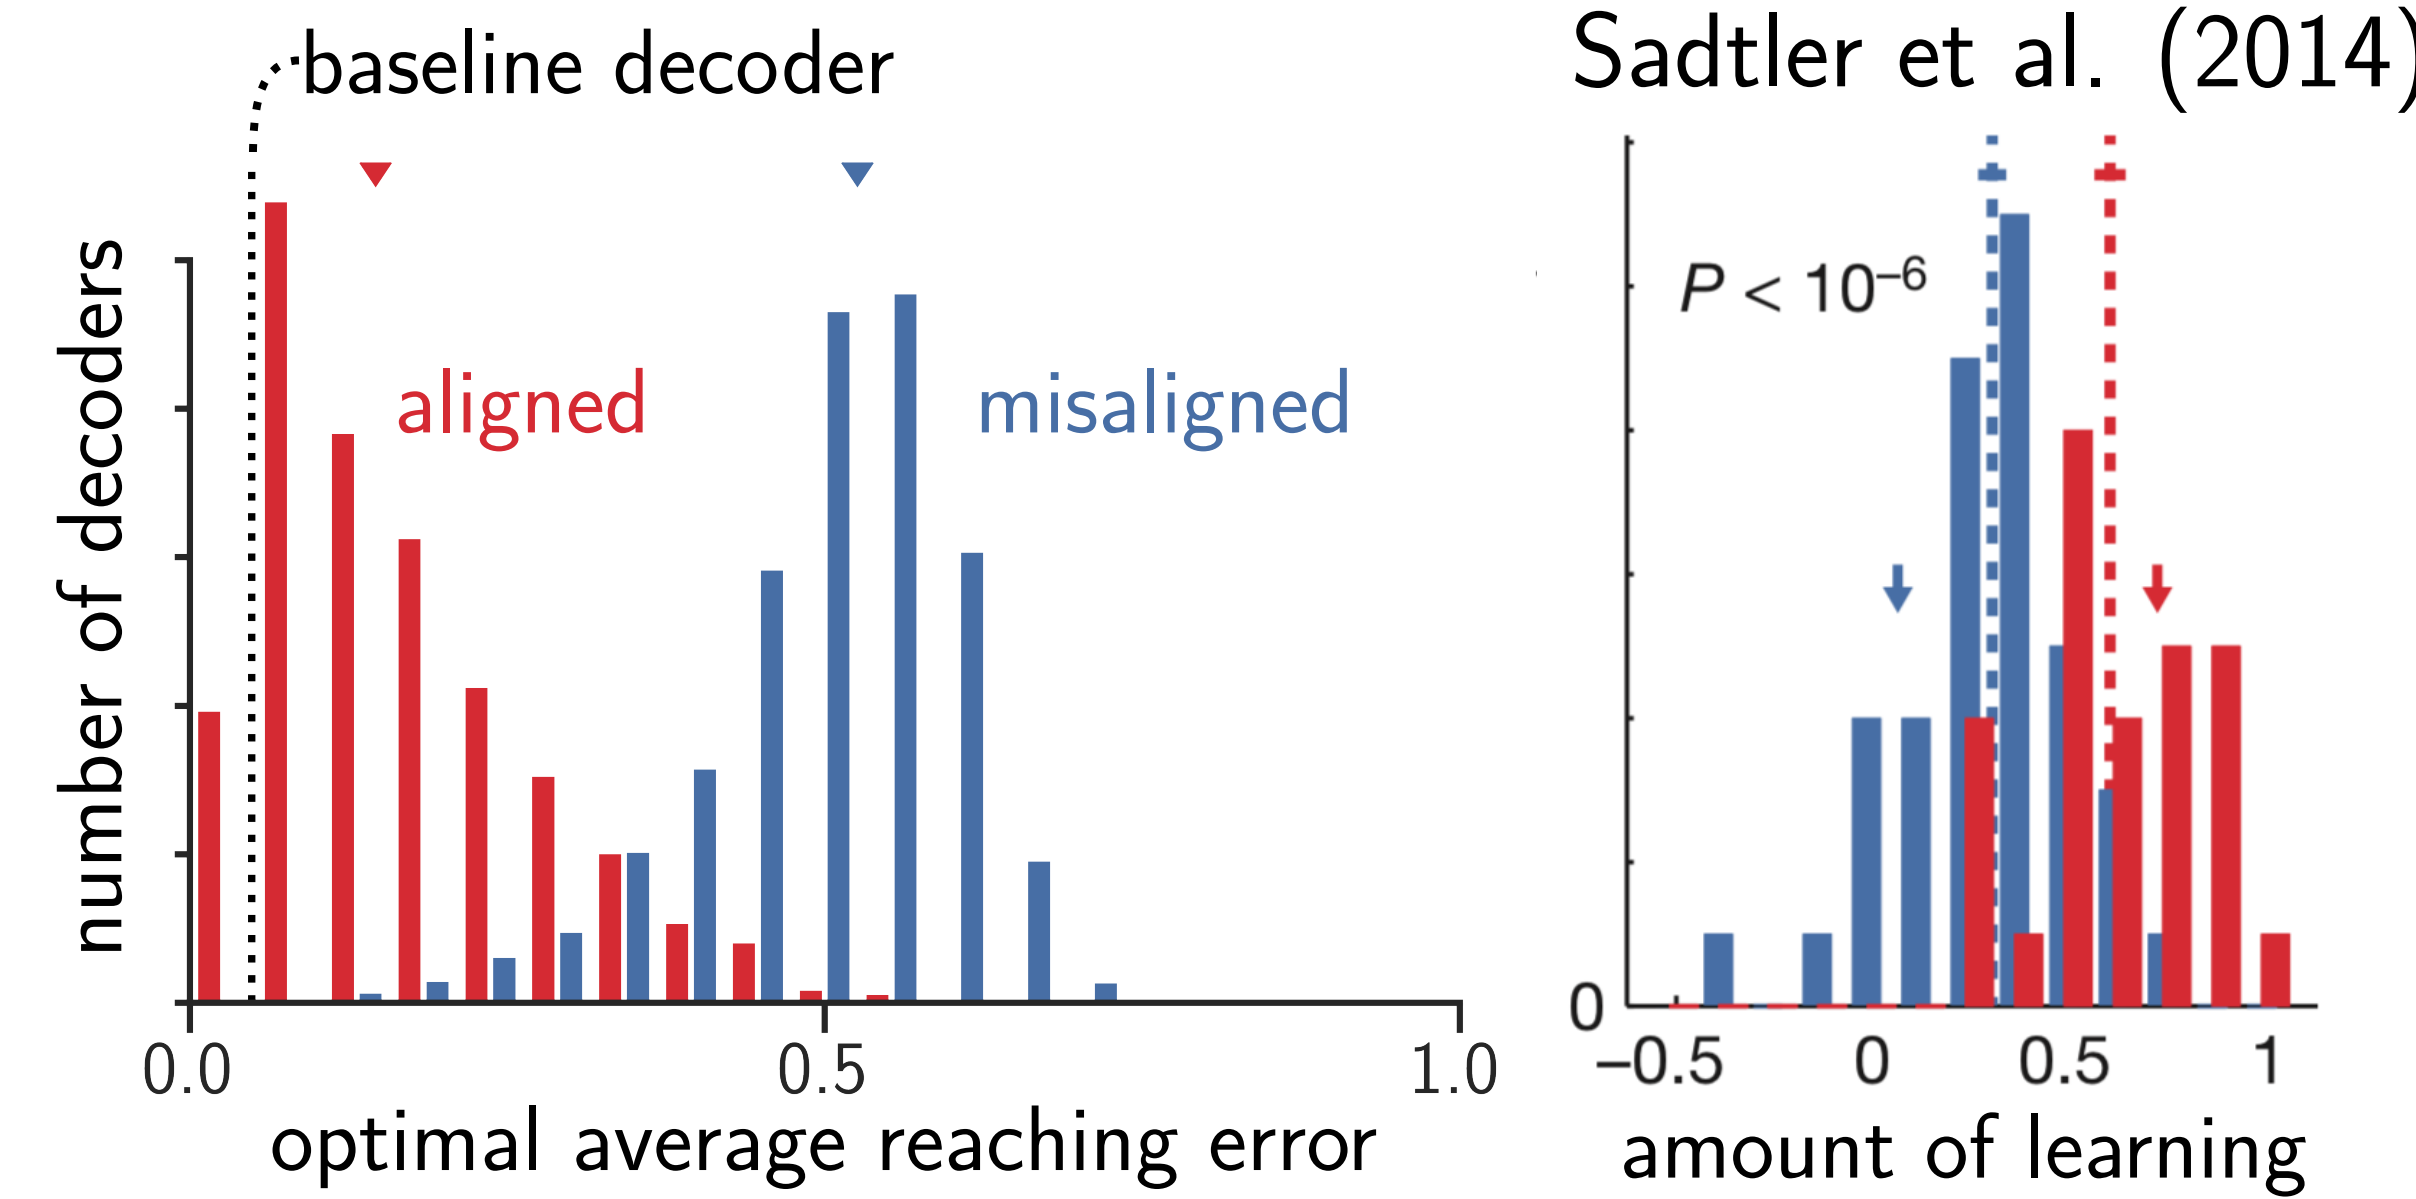 baseline decoder
number of decoders
aligned
misaligned
0.0
0.5
1.0
optimal average reaching error
Sadtler et al. (2014)
P < 10⁻⁶
0
–0.5
0
0.5
1
amount of learning